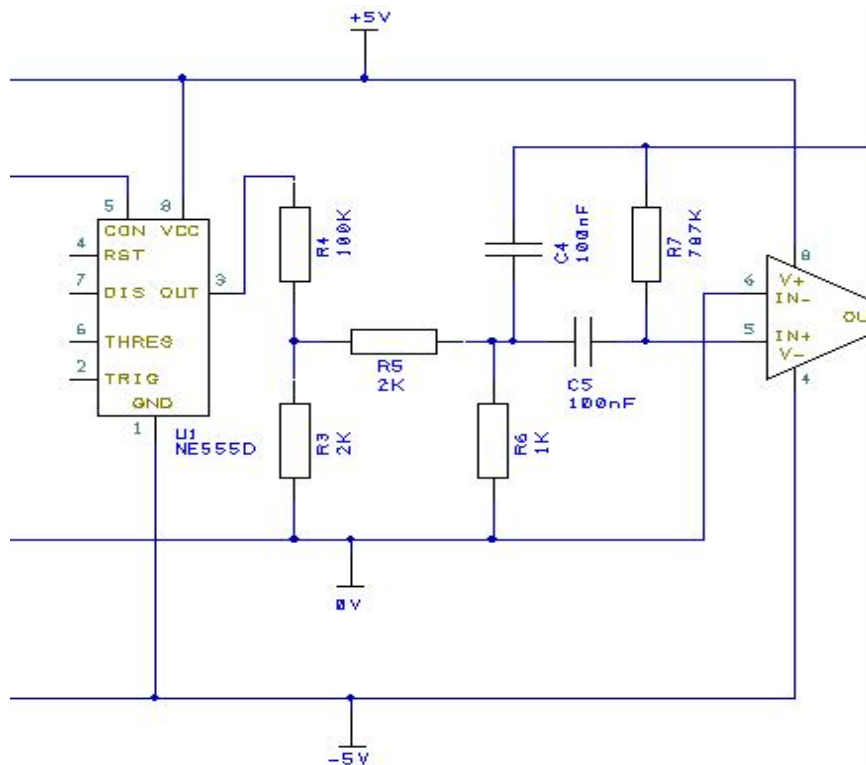 +5V
5 8
CON VCC
4
RST
7
DIS OUT
3
6
THRES
2
TRIG
GND
1
U1
NE555D
R4
100K
R5
2K
R3
2K
C4
100nF
R7
787K
C5
100nF
R6
1K
8
V+
6
IN-
5
IN+
V-
4
0V
-5V